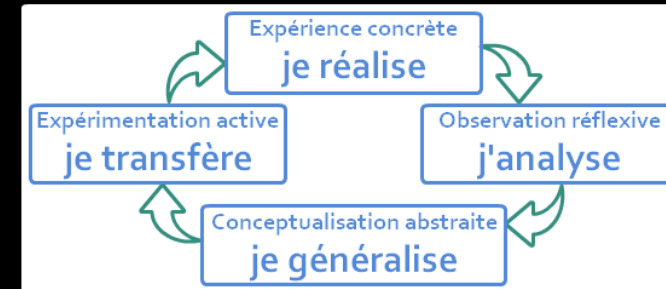 Expérience concrète
je réalise
Expérimentation active
je transfère
Observation réflexive
j'analyse
Conceptualisation abstraite
je généralise